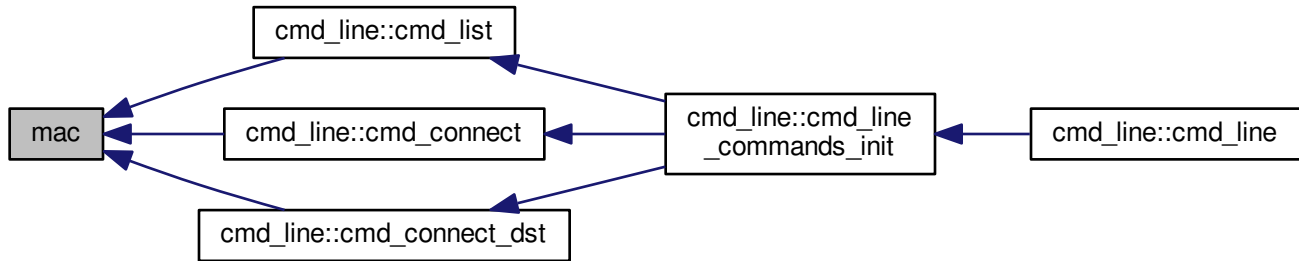 mac
cmd_line::cmd_list
cmd_line::cmd_connect
cmd_line::cmd_connect_dst
cmd_line::cmd_line
_commands_init
cmd_line::cmd_line